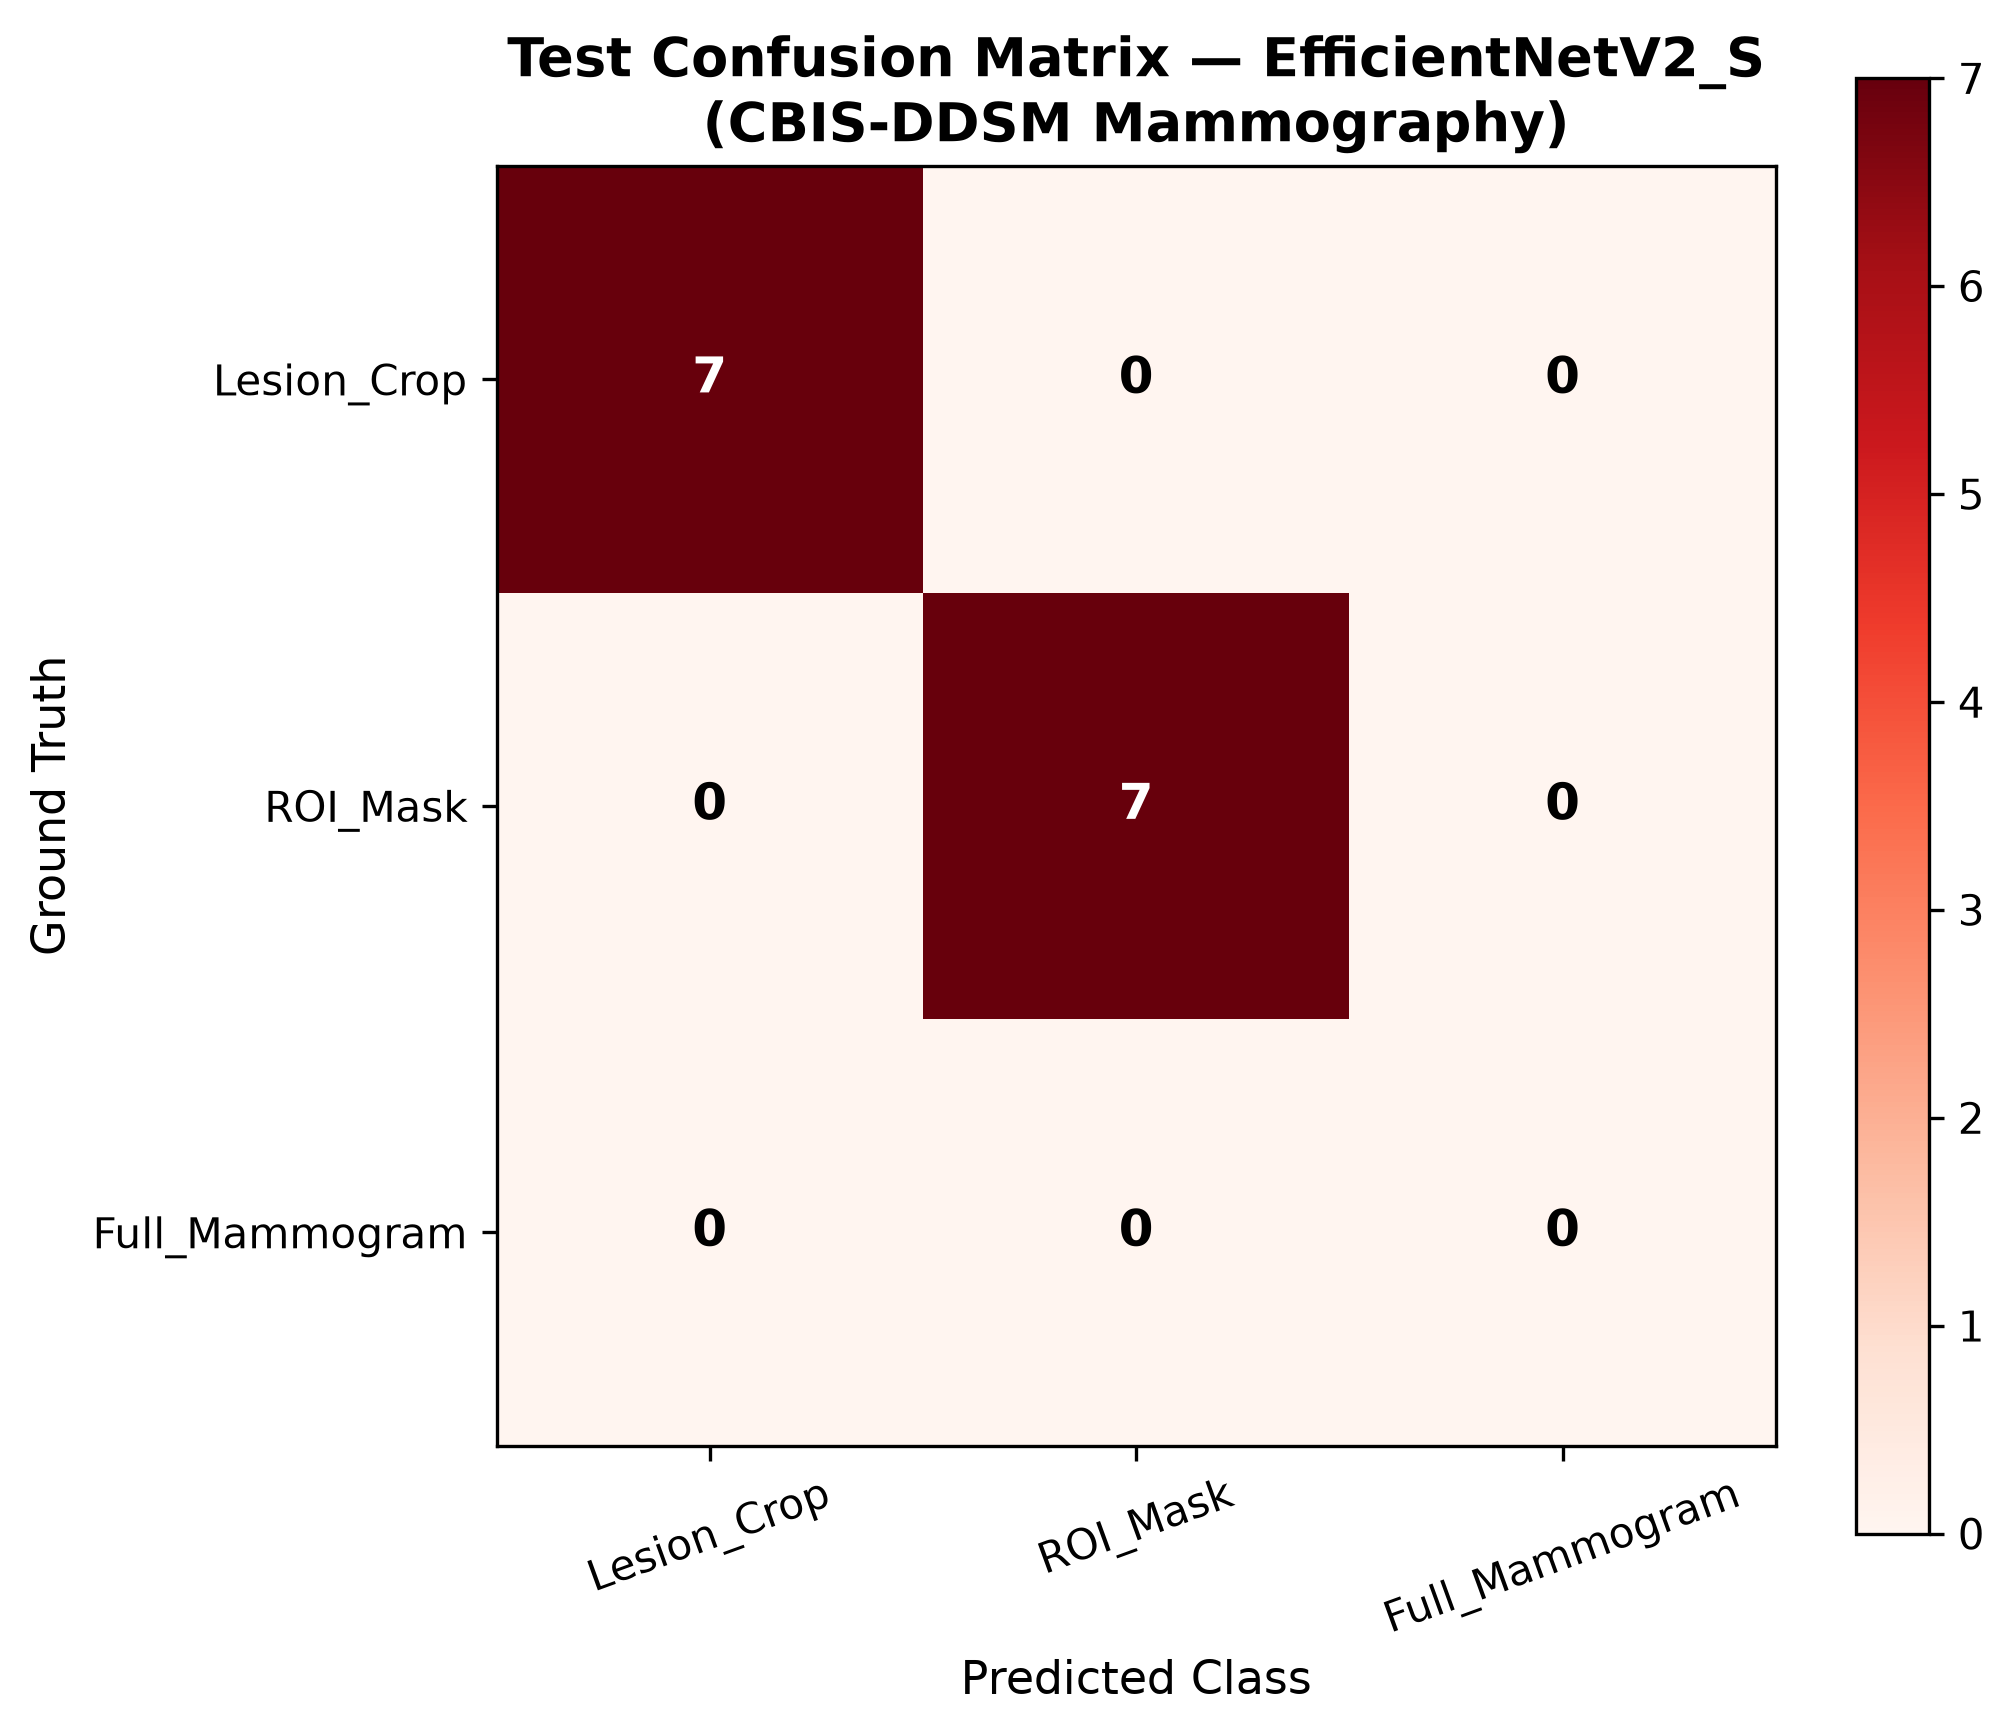 Test Confusion Matrix — EfficientNetV2_S
(CBIS-DDSM Mammography)
Ground Truth
Lesion_Crop 7 0 0
ROI_Mask 0 7 0
Full_Mammogram 0 0 0
Lesion_Crop ROI_Mask Full_Mammogram
Predicted Class
7
6
5
4
3
2
1
0